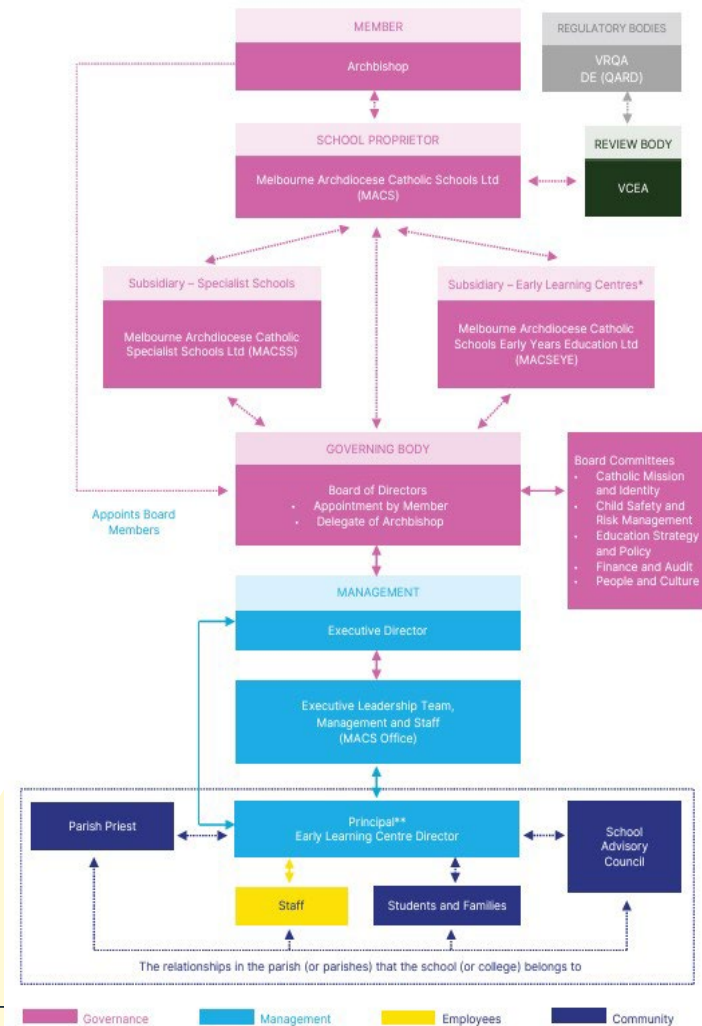 MEMBER
Archbishop
REGULATORY BODIES
VRQA
DE (QARD)
SCHOOL PROPRIETOR
Melbourne Archdiocese Catholic Schools Ltd
(MACS)
REVIEW BODY
VCEA
Subsidiary – Specialist Schools
Melbourne Archdiocese Catholic
Specialist Schools Ltd (MACSS)
Subsidiary – Early Learning Centres*
Melbourne Archdiocese Catholic
Schools Early Years Education Ltd
(MACSEYE)
GOVERNING BODY
Board of Directors
• Appointment by Member
• Delegate of Archbishop
Board Committees
• Catholic Mission
and Identity
• Child Safety and
Risk Management
• Education Strategy
and Policy
• Finance and Audit
• People and Culture
Appoints Board
Members
MANAGEMENT
Executive Director
Executive Leadership Team,
Management and Staff
(MACS Office)
Parish Priest
Principal**
Early Learning Centre Director
School
Advisory
Council
Staff
Students and Families
The relationships in the parish (or parishes) that the school (or college) belongs to
Governance
Management
Employees
Community